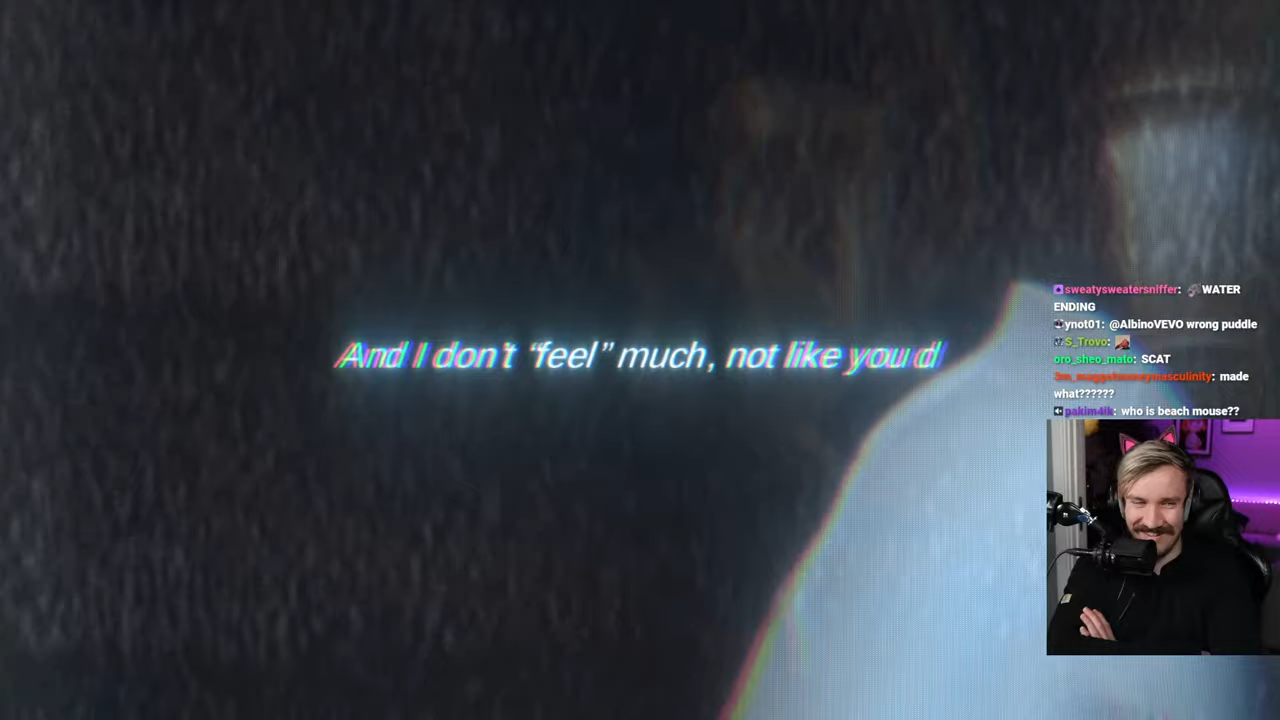 And I don't “feel” much, not like you d
sweatysweatersniffer: WATER
ENDING
ynot01: @AlbinoVEVO wrong puddle
S_Trovo:
oro_sheo_mato: SCAT
made
what??????
pakim4ik: who is beach mouse??